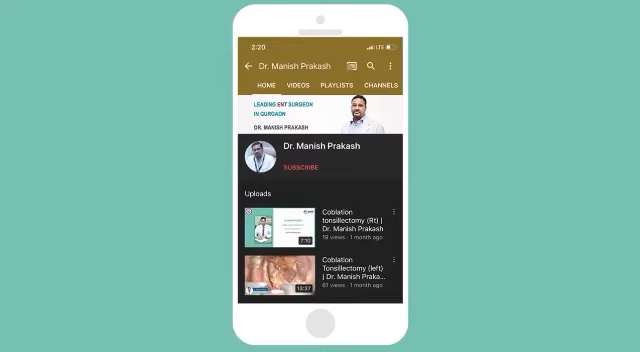 2:20
LTE
Dr. Manish Prakash
HOME VIDEOS PLAYLISTS CHANNELS
LEADING ENT SURGEON
IN GURGAON
DR. MANISH PRAKASH
Dr. Manish Prakash
SUBSCRIBE
Uploads
7:10
Coblation
tonsillectomy (Rt) |
Dr. Manish Prakash
19 views · 1 month ago
13:37
Coblation
Tonsillectomy (left)
| Dr. Manish Praka...
61 views · 1 month ago